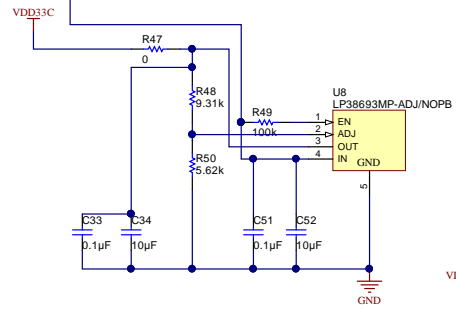 VDD33C
R47
0
R48
9.31k
R49
100k
U8
LP38693MP-ADJ/NOPB
1
EN
2
ADJ
3
OUT
4
IN
GND
5
R50
5.62k
C33
0.1µF
C34
10µF
C51
0.1µF
C52
10µF
GND